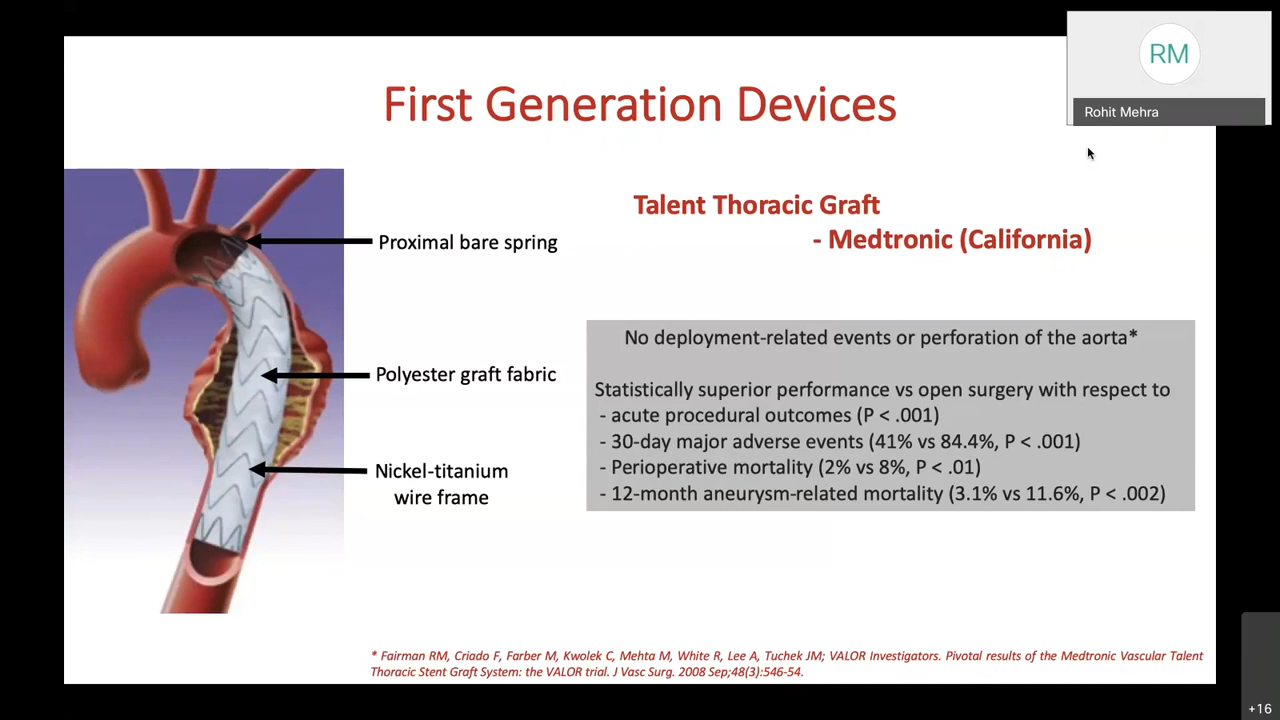 First Generation Devices
RM
Rohit Mehra
Talent Thoracic Graft
- Medtronic (California)
Proximal bare spring
Polyester graft fabric
Nickel-titanium
wire frame
No deployment-related events or perforation of the aorta*
Statistically superior performance vs open surgery with respect to
- acute procedural outcomes (P < .001)
- 30-day major adverse events (41% vs 84.4%, P < .001)
- Perioperative mortality (2% vs 8%, P < .01)
- 12-month aneurysm-related mortality (3.1% vs 11.6%, P < .002)
* Fairman RM, Criado F, Farber M, Kwolek C, Mehta M, White R, Lee A, Tuchek JM; VALOR Investigators. Pivotal results of the Medtronic Vascular Talent
Thoracic Stent Graft System: the VALOR trial. J Vasc Surg. 2008 Sep;48(3):546-54.
+16